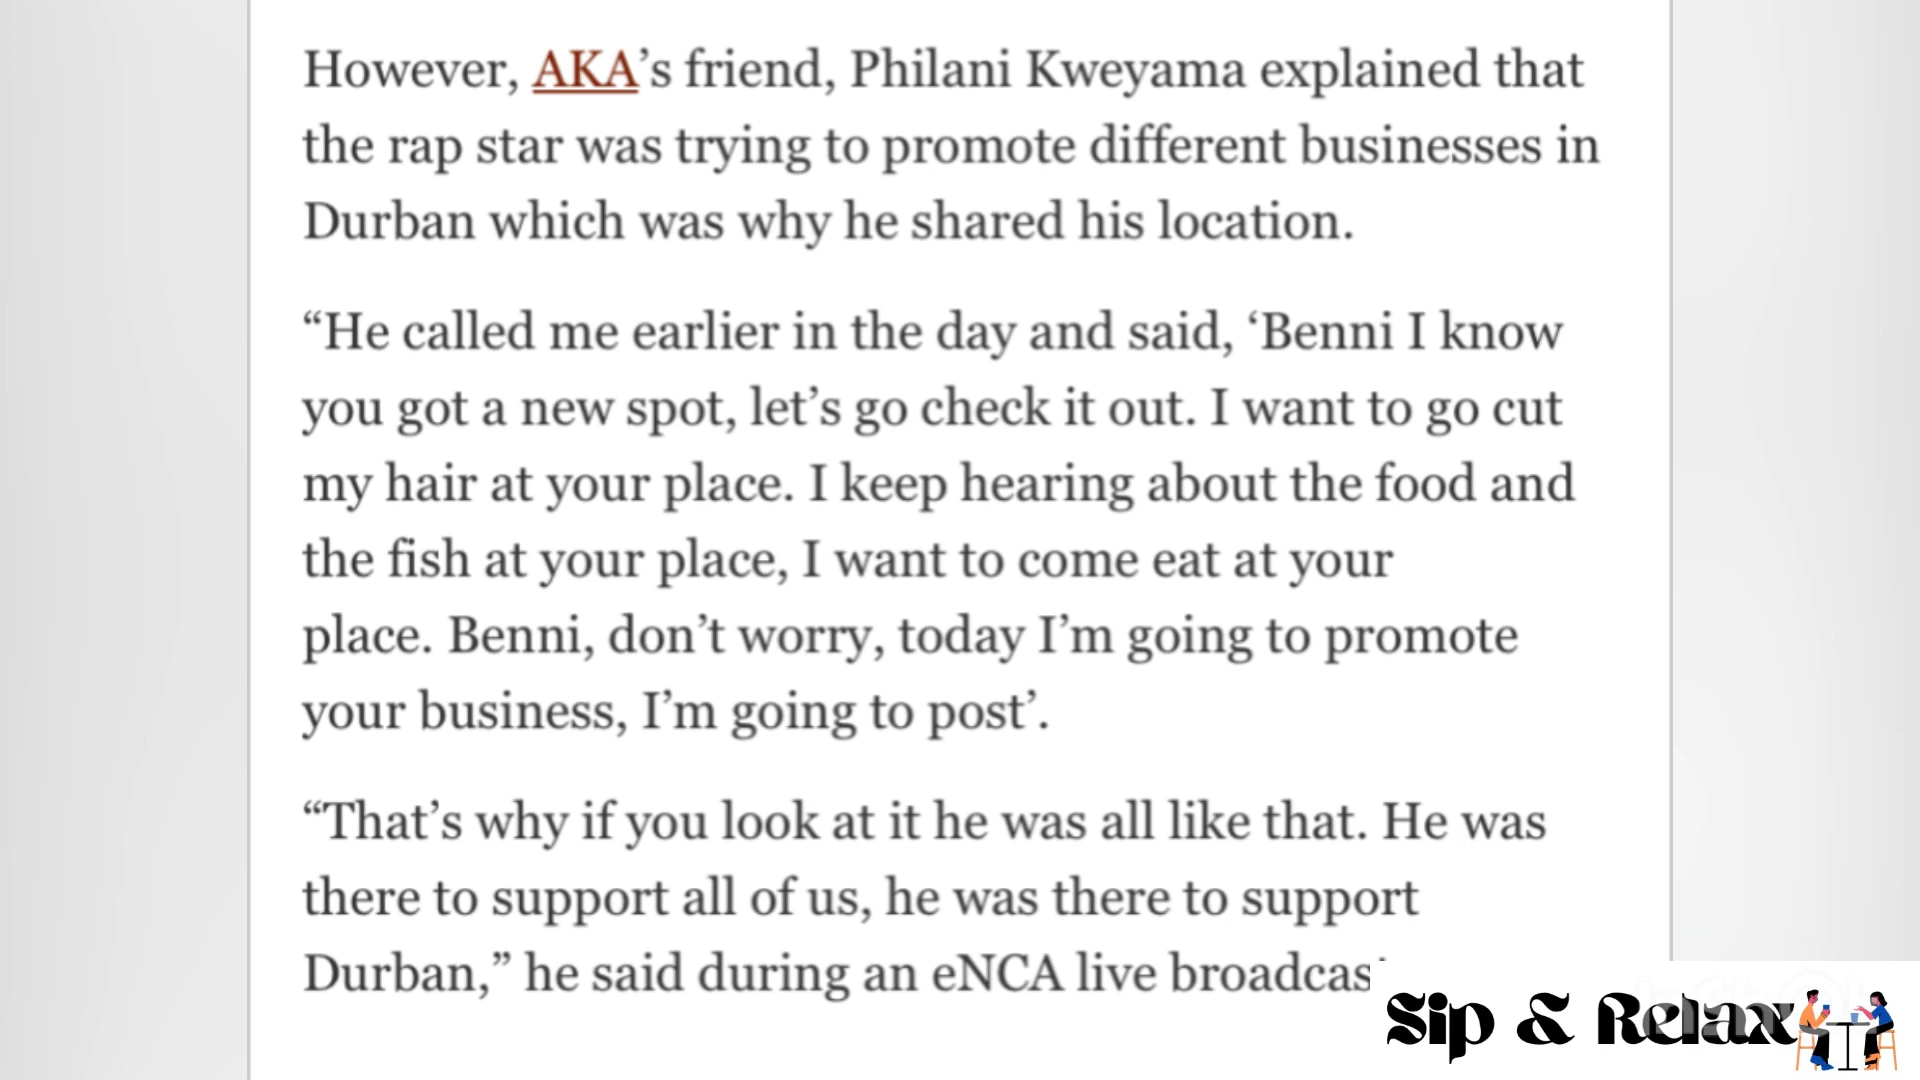 However, AKA’s friend, Philani Kweyama explained that
the rap star was trying to promote different businesses in
Durban which was why he shared his location.
“He called me earlier in the day and said, ‘Benni I know
you got a new spot, let’s go check it out. I want to go cut
my hair at your place. I keep hearing about the food and
the fish at your place, I want to come eat at your
place. Benni, don’t worry, today I’m going to promote
your business, I’m going to post’.
“That’s why if you look at it he was all like that. He was
there to support all of us, he was there to support
Durban,” he said during an eNCA live broadcas
Sip & Relax